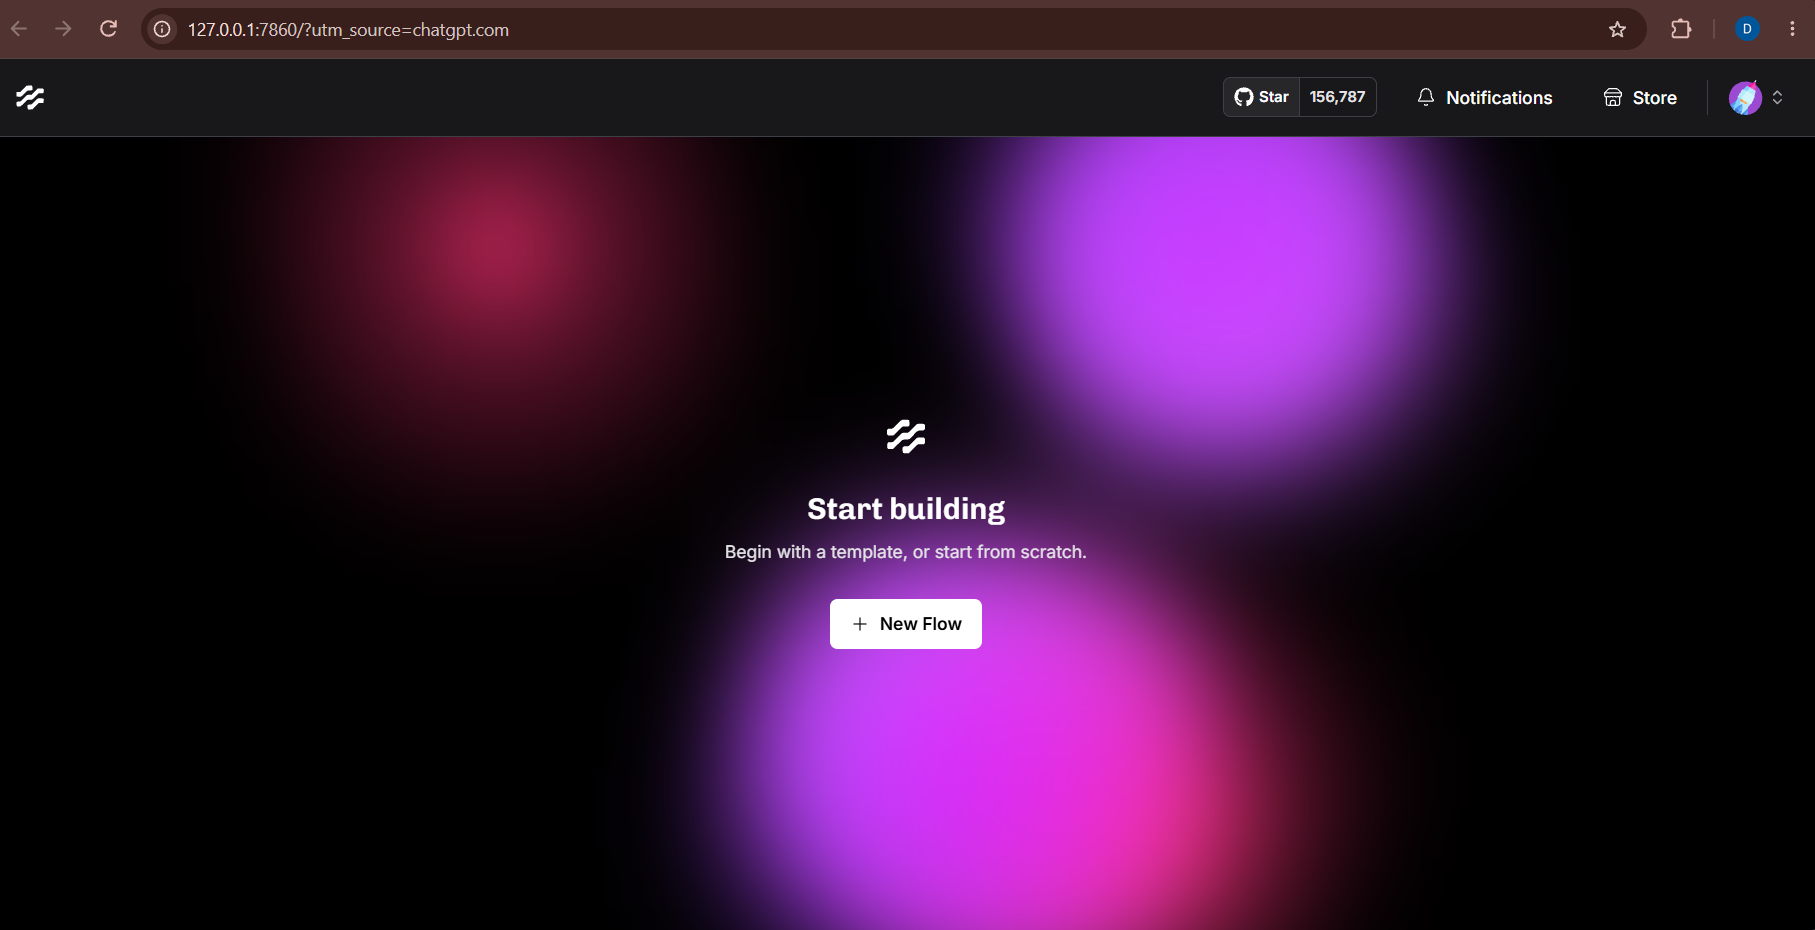 127.0.0.1:7860/?utm_source=chatgpt.com
D
Star 156,787 Notifications Store
Start building
Begin with a template, or start from scratch.
+ New Flow